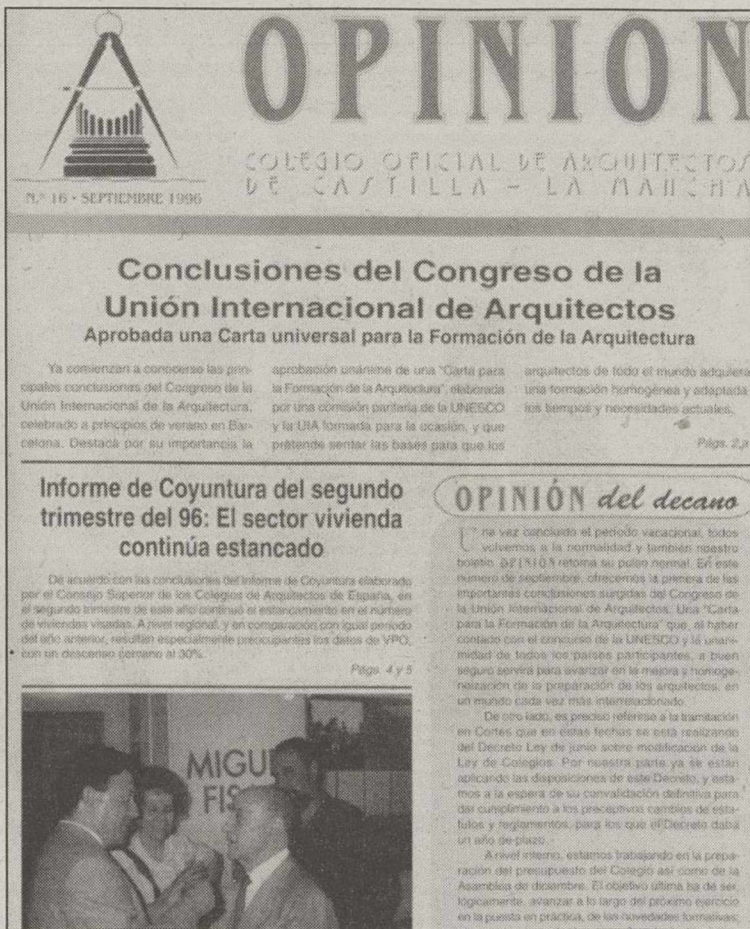 OPINIÓN
COLEGIO OFICIAL DE ARQUITECTOS
DE CASTILLA - LA MANCHA
N.º 16 • SEPTIEMBRE 1996
Conclusiones del Congreso de la
Unión Internacional de Arquitectos
Aprobada una Carta universal para la Formación de la Arquitectura
Ya comienzan a conocerse las prin-
cipales conclusiones del Congreso de la
Unión Internacional de la Arquitectura,
celebrado a principios de verano en Bar-
celona. Destaca por su importancia la
aprobación unánime de una "Carta para
la Formación de la Arquitectura", elaborada
por una comisión paritaria de la UNESCO
y la UIA formada para la ocasión, y que
pretende sentar las bases para que los
arquitectos de todo el mundo adquiera
una formación homogénea y adaptada
los tiempos y necesidades actuales.
Págs. 2 y
Informe de Coyuntura del segundo
trimestre del 96: El sector vivienda
continúa estancado
De acuerdo con las conclusiones del Informe de Coyuntura elaborado
por el Consejo Superior de los Colegios de Arquitectos de España, en
el segundo trimestre de este año continuó el estancamiento en el número
de viviendas visadas. A nivel regional, y en comparación con igual periodo
del año anterior, resultan especialmente preocupantes los datos de VPO,
con un descenso cercano al 30%.
Págs. 4 y 5
MIGU
FIS
OPINIÓN del decano
Una vez concluido el período vacacional, todos
volvemos a la normalidad y también nuestro
boletín OPINIÓN retoma su pulso normal. En este
número de septiembre, ofrecemos la primera de las
importantes conclusiones surgidas del Congreso de
la Unión Internacional de Arquitectos. Una "Carta
para la Formación de la Arquitectura" que, al haber
contado con el concurso de la UNESCO y la unani-
midad de todos los países participantes, a buen
seguro servirá para avanzar en la mejora y homoge-
neización de la preparación de los arquitectos, en
un mundo cada vez más interrelacionado.
De otro lado, es preciso referirse a la tramitación
en Cortes que en estas fechas se está realizando
del Decreto Ley de junio sobre modificación de la
Ley de Colegios. Por nuestra parte ya se están
aplicando las disposiciones de este Decreto, y esta-
mos a la espera de su convalidación definitiva para
dar cumplimiento a los preceptivos cambios de esta-
tutos y reglamentos, para los que el Decreto daba
un año de plazo.
A nivel interno, estamos trabajando en la prepa-
ración del presupuesto del Colegio así como de la
Asamblea de diciembre. El objetivo última ha de ser,
lógicamente, avanzar a lo largo del próximo ejercicio
en la puesta en práctica, de las novedades formativas,